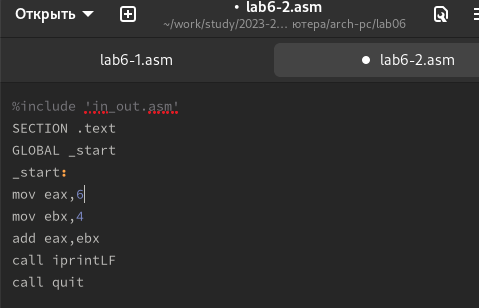 Открыть
• lab6-2.asm
~/work/study/2023-2… ютера/arch-pc/lab06
lab6-1.asm
● lab6-2.asm
%include 'in_out.asm'
SECTION .text
GLOBAL _start
_start:
mov eax,6
mov ebx,4
add eax,ebx
call iprintLF
call quit